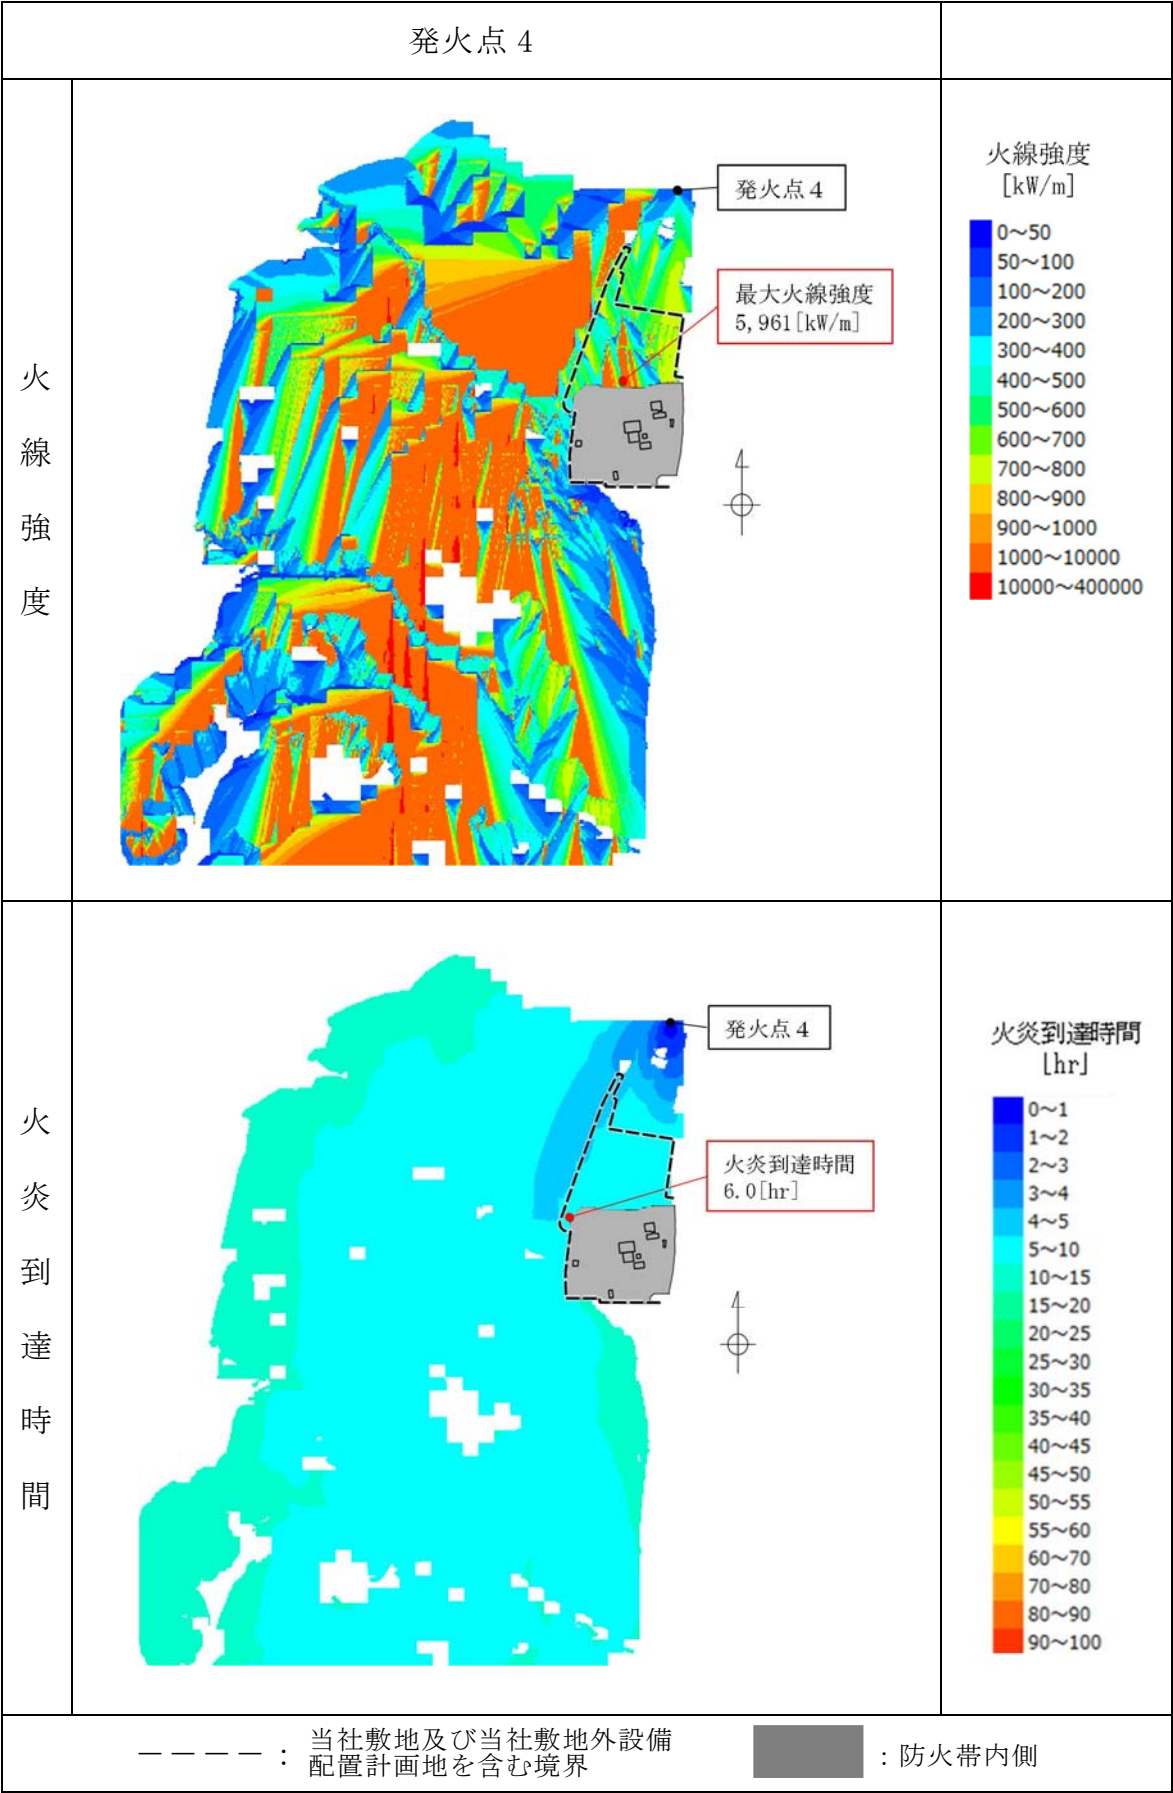 発火点 4
火線強度
発火点４
最大火線強度
5,961[kW/m]
火線強度
[kW/m]
0～50
50～100
100～200
200～300
300～400
400～500
500～600
600～700
700～800
800～900
900～1000
1000～10000
10000～400000
火炎到達時間
発火点４
火炎到達時間
6.0[hr]
火炎到達時間
[hr]
0～1
1～2
2～3
3～4
4～5
5～10
10～15
15～20
20～25
25～30
30～35
35～40
40～45
45～50
50～55
55～60
60～70
70～80
80～90
90～100
：当社敷地及び当社敷地外設備
配置計画地を含む境界
：防火帯内側